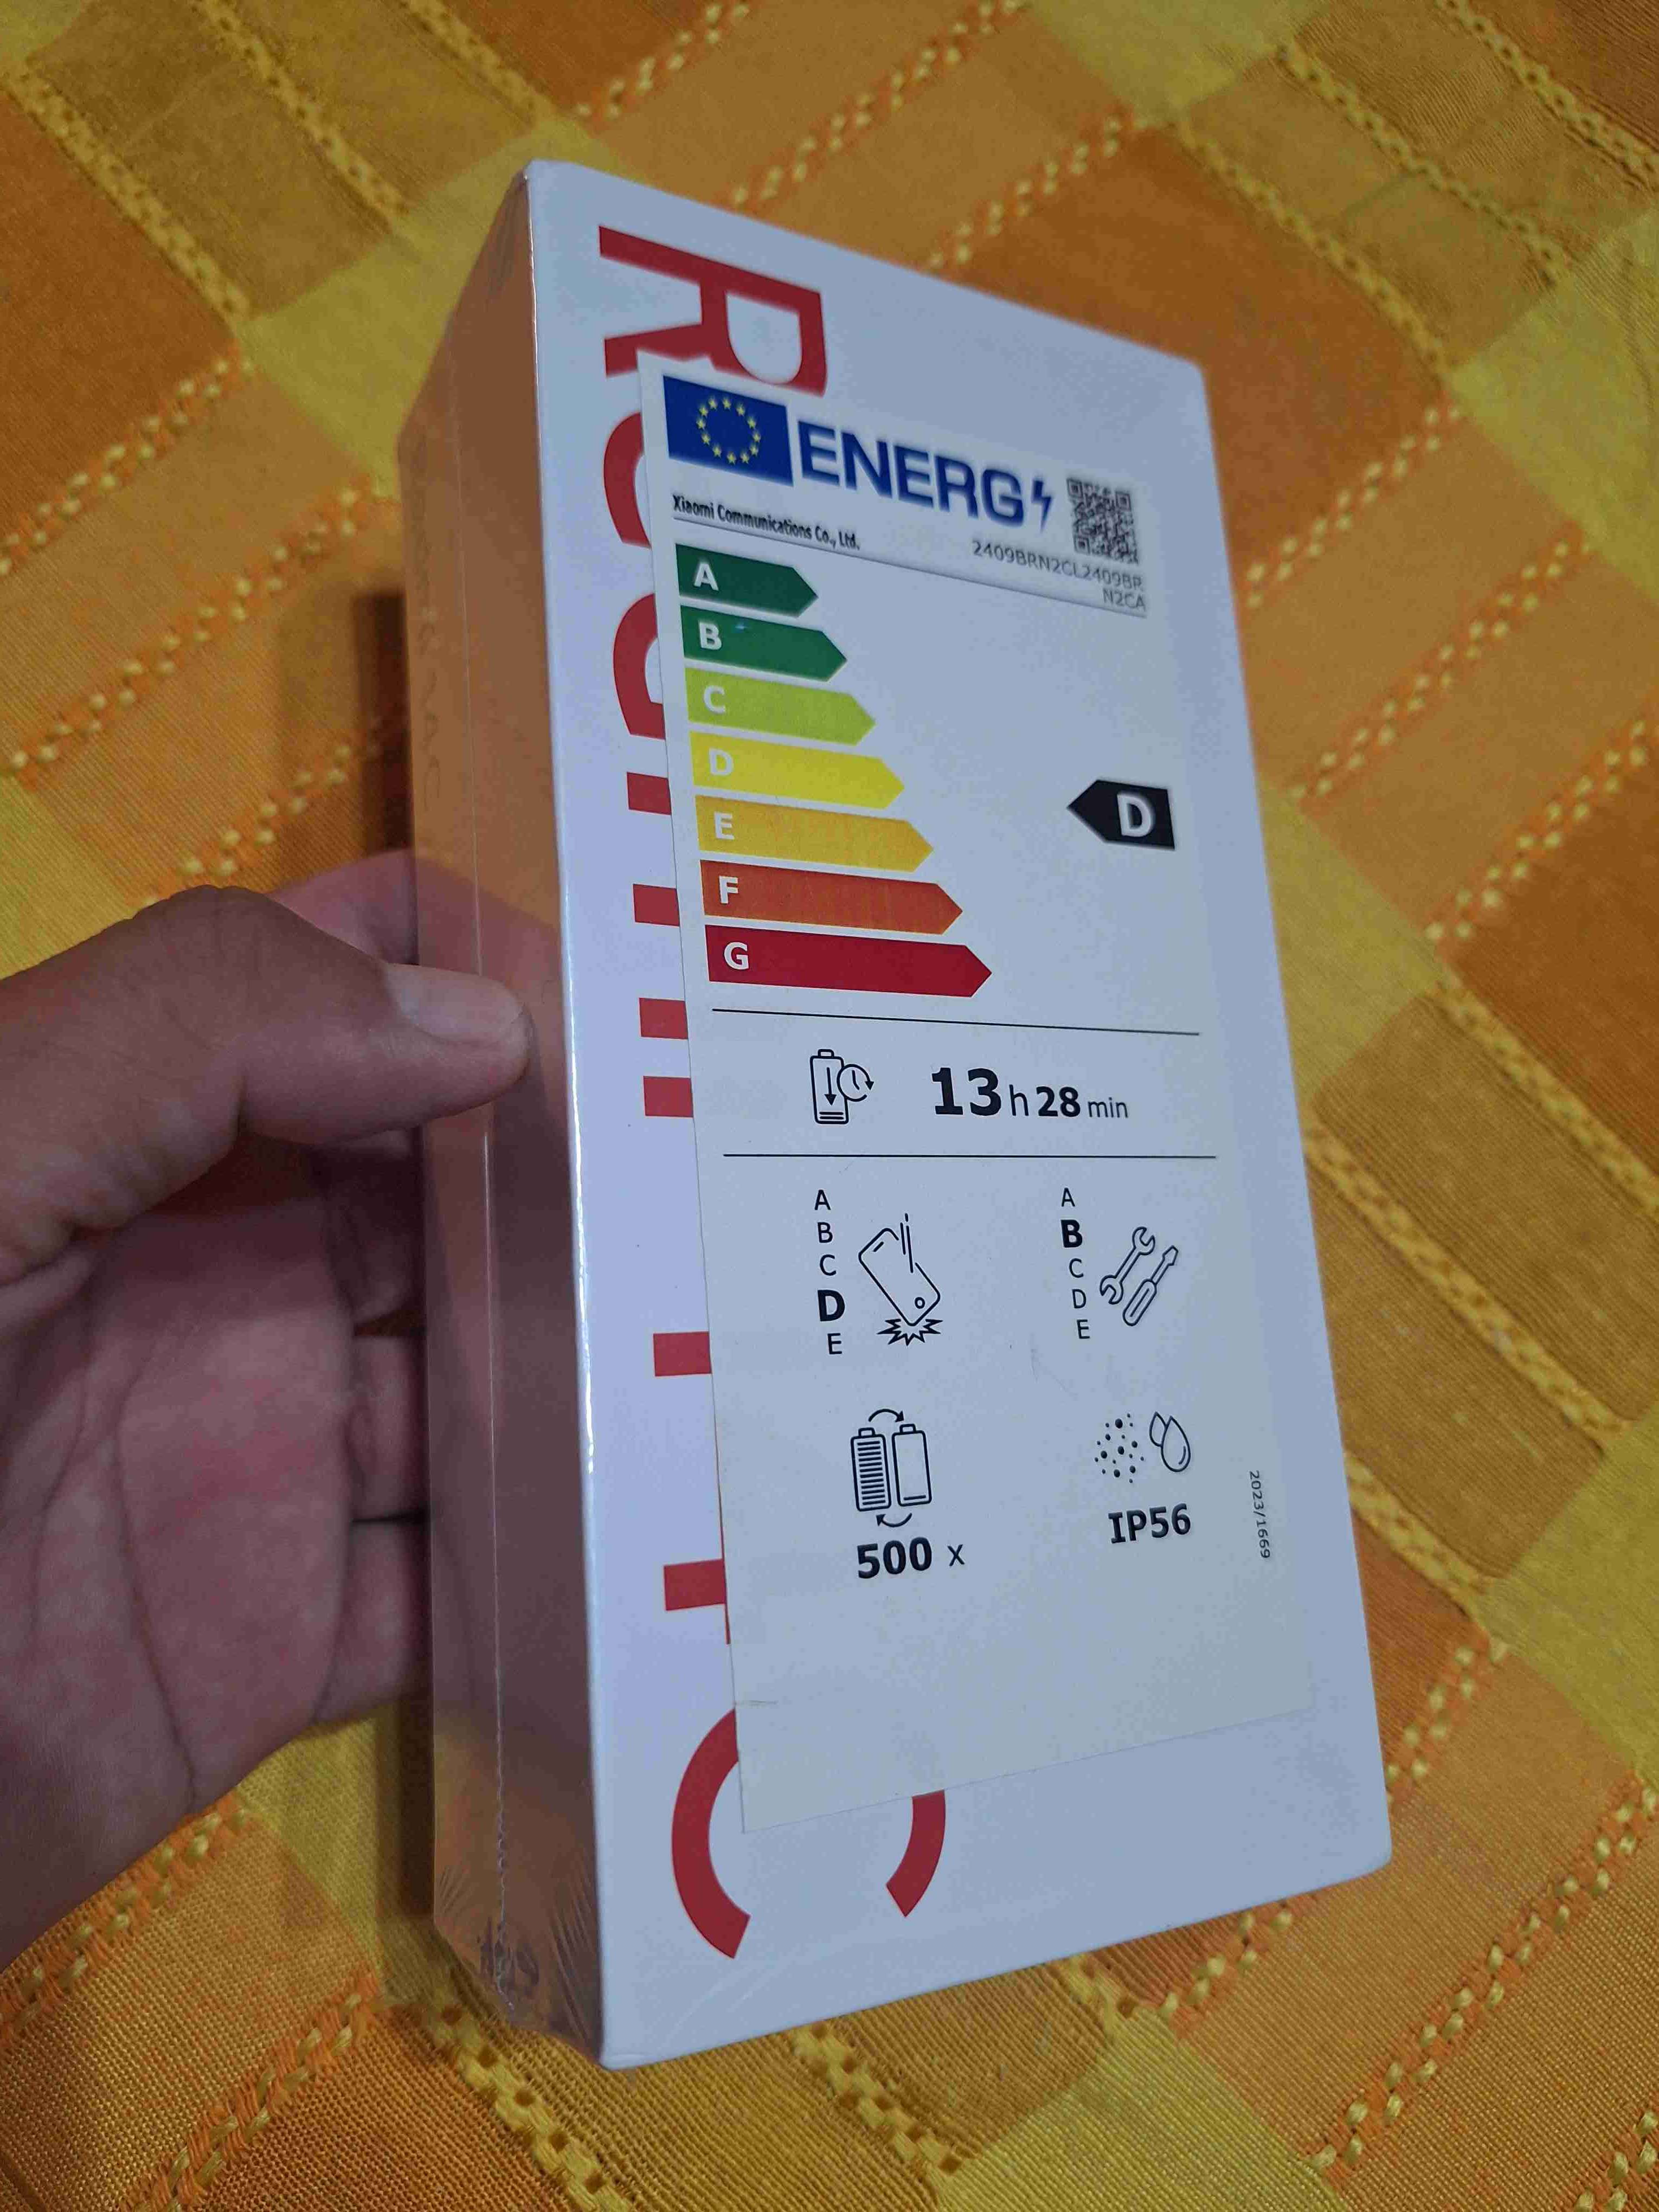 ENERG
Xiaomi Communications Co., Ltd.
2409BRN2CL2409BR
N2CA
A
B
C
D
E
F
G
D
13 h 28 min
A
B
C
D
E
A
B
C
D
E
500 x
IP56
2023/1669